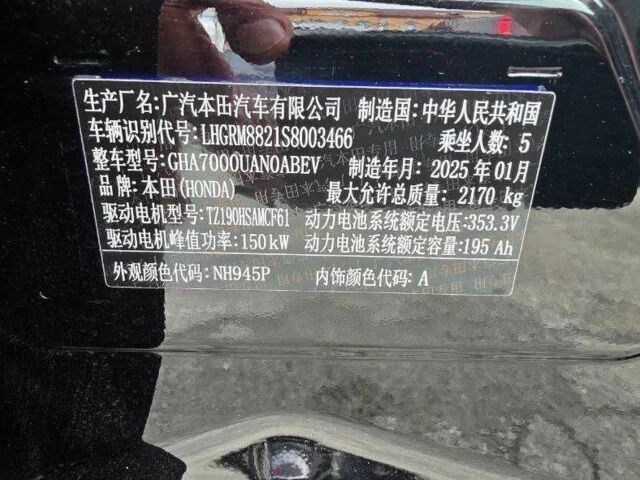 生产厂名：广汽本田汽车有限公司 制造国：中华人民共和国
车辆识别代号：LHGRM8821S8003466 乘坐人数：5
整车型号：GHA7000UAN0ABEV 制造年月：2025年01月
品牌：本田(HONDA) 最大允许总质量：2170 kg
驱动电机型号：TZ190HSAMCF61 动力电池系统额定电压：353.3V
驱动电机峰值功率：150kW 动力电池系统额定容量：195 Ah
外观颜色代码：NH945P 内饰颜色代码：A